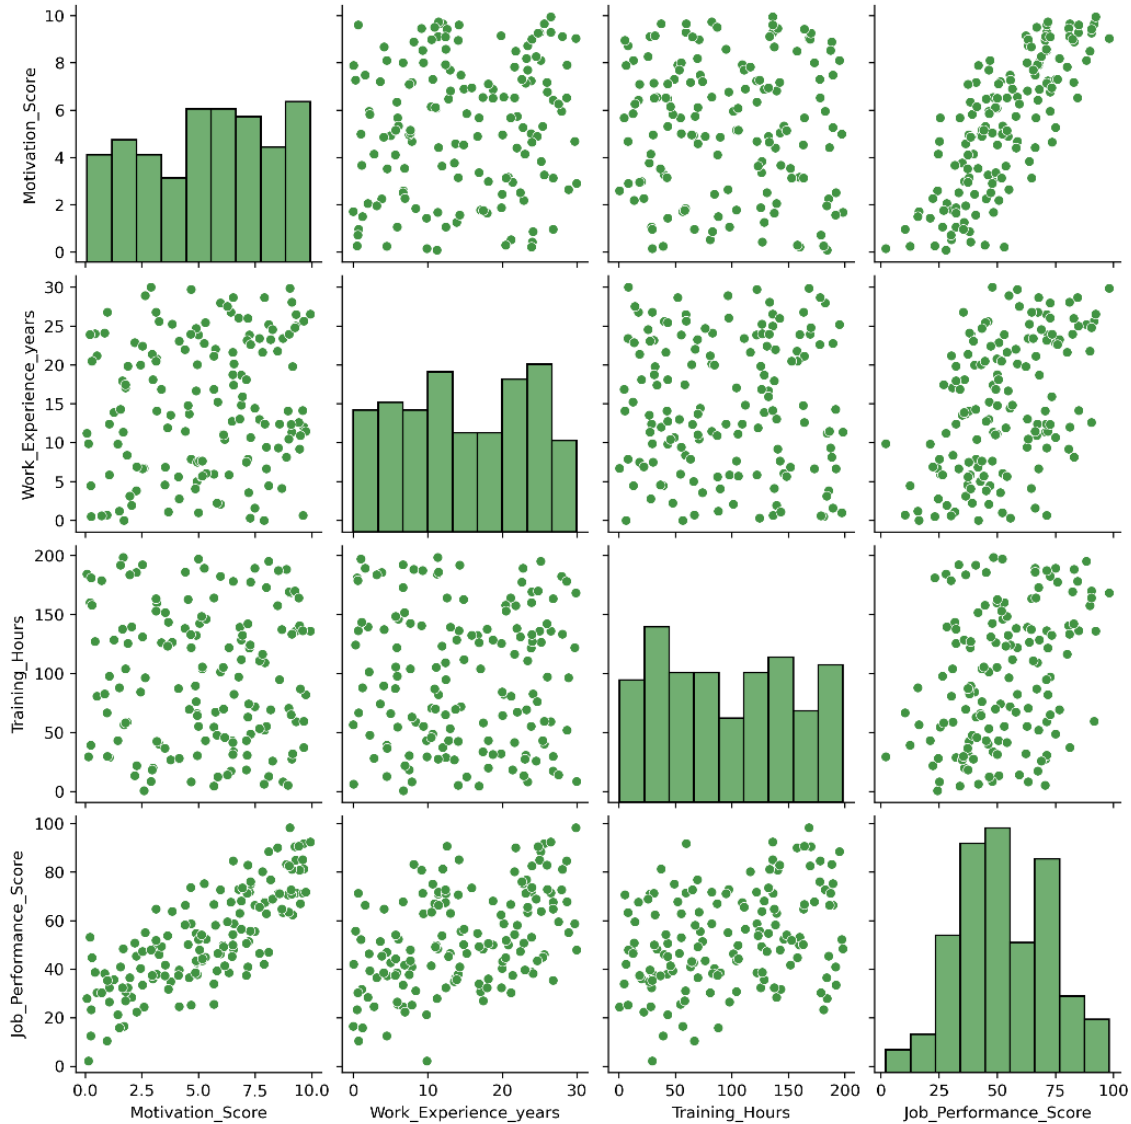 10
8
6
4
2
0
Motivation_Score
30
25
20
15
10
5
0
Work_Experience_years
200
150
100
50
0
Training_Hours
100
80
60
40
20
0
Job_Performance_Score
0.0 2.5 5.0 7.5 10.0
Motivation_Score
0 10 20 30
Work_Experience_years
0 50 100 150 200
Training_Hours
0 25 50 75 100
Job_Performance_Score